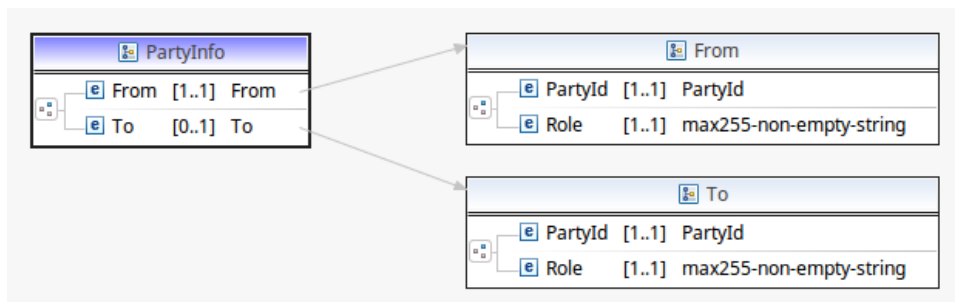 PartyInfo
e From [1..1] From
e To [0..1] To
From
e PartyId [1..1] PartyId
e Role [1..1] max255-non-empty-string
To
e PartyId [1..1] PartyId
e Role [1..1] max255-non-empty-string